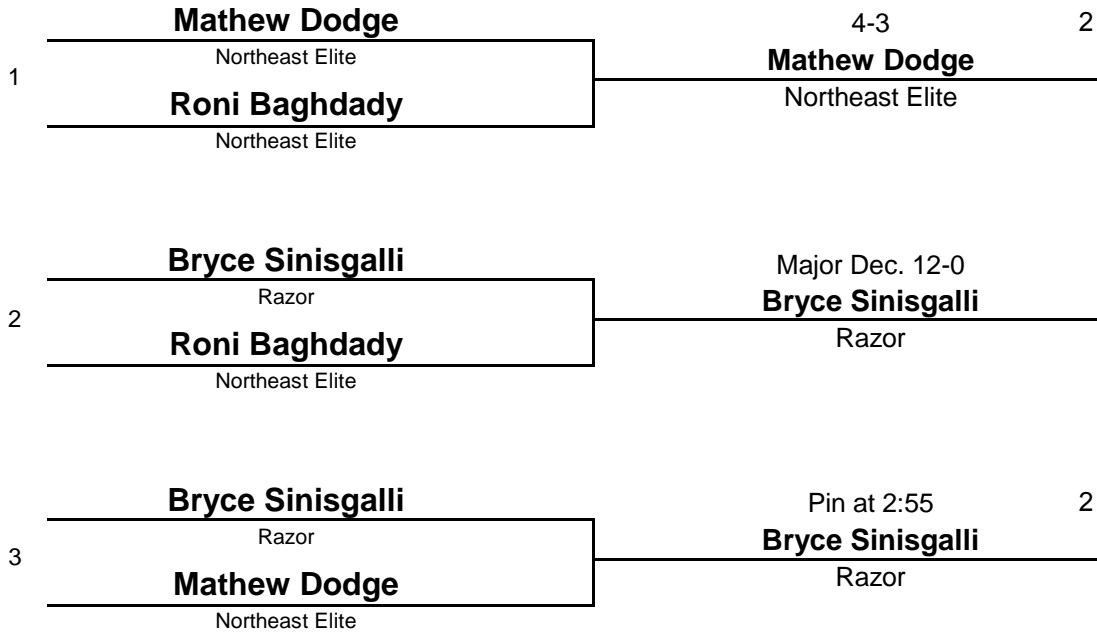 Mathew Dodge
4-3 2
Northeast Elite
Mathew Dodge
1
Roni Baghdady
Northeast Elite
Northeast Elite
Bryce Sinisgalli
Major Dec. 12-0
Razor
Bryce Sinisgalli
2
Roni Baghdady
Razor
Northeast Elite
Bryce Sinisgalli
Pin at 2:55 2
Razor
Bryce Sinisgalli
3
Mathew Dodge
Razor
Northeast Elite